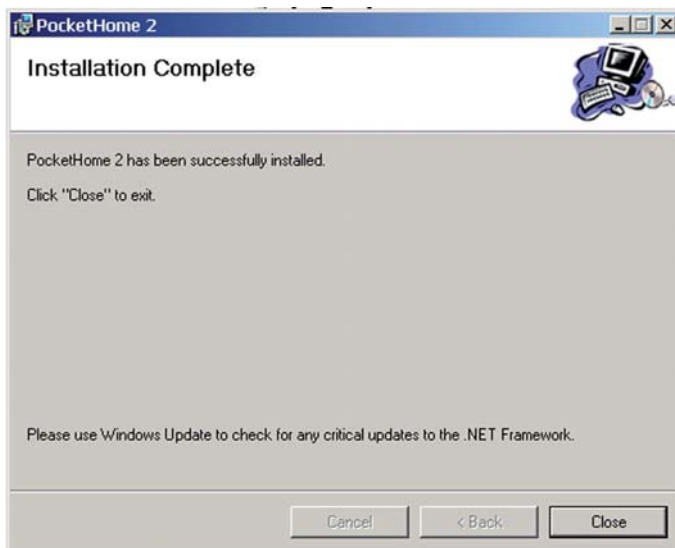 PocketHome 2
Installation Complete
PocketHome 2 has been successfully installed.
Click "Close" to exit.
Please use Windows Update to check for any critical updates to the .NET Framework.
Cancel
< Back
Close